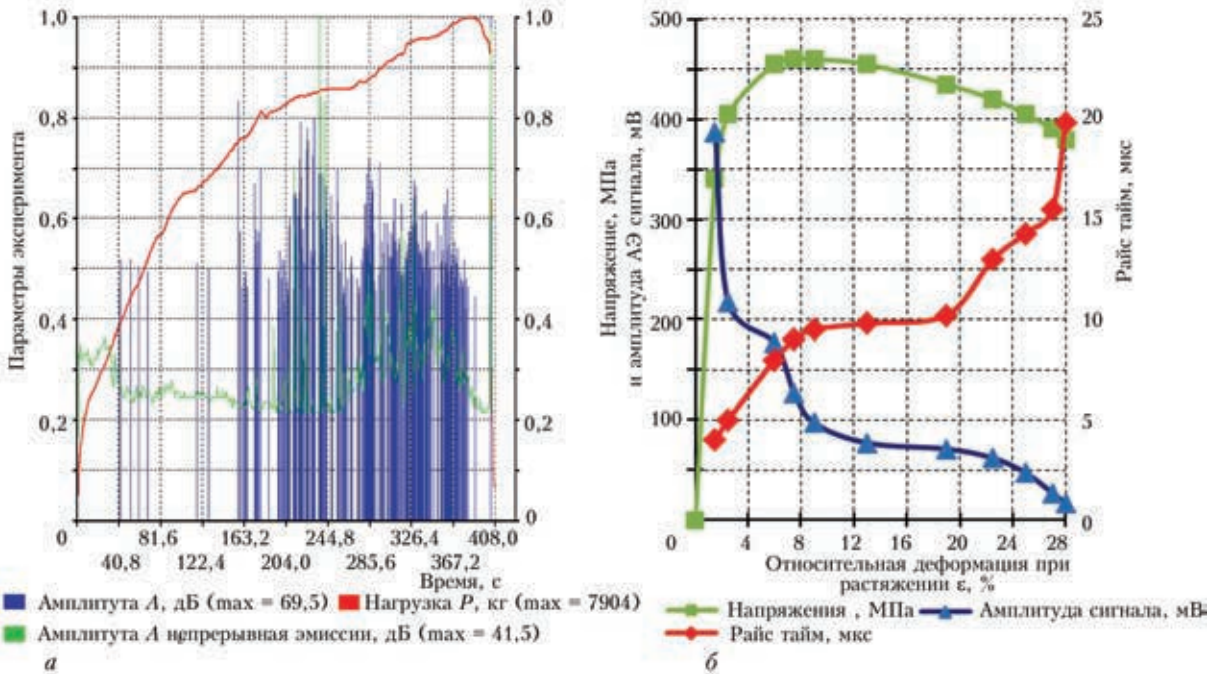 1,0
0,8
0,6
0,4
0,2
0
Параметры эксперимента
1,0
0,8
0,6
0,4
0,2
0
81,6
163,2
244,8
326,4
408,0
40,8
122,4
204,0
285,6
367,2
Время, с
Амплитута A, дБ (max = 69,5)
Нагрузка P, кг (max = 7904)
Амплитута A непрерывная эмиссии, дБ (max = 41,5)
а
500
400
300
200
100
0
Напряжение, МПа
и амплитуда АЭ сигнала, мВ
25
20
15
10
5
0
Райс тайм, мкс
4
8
12
16
20
24
28
Относительная деформация при
растяжении ε, %
Напряжения , МПа
Амплитуда сигнала, мВ
Райс тайм, мкс
б